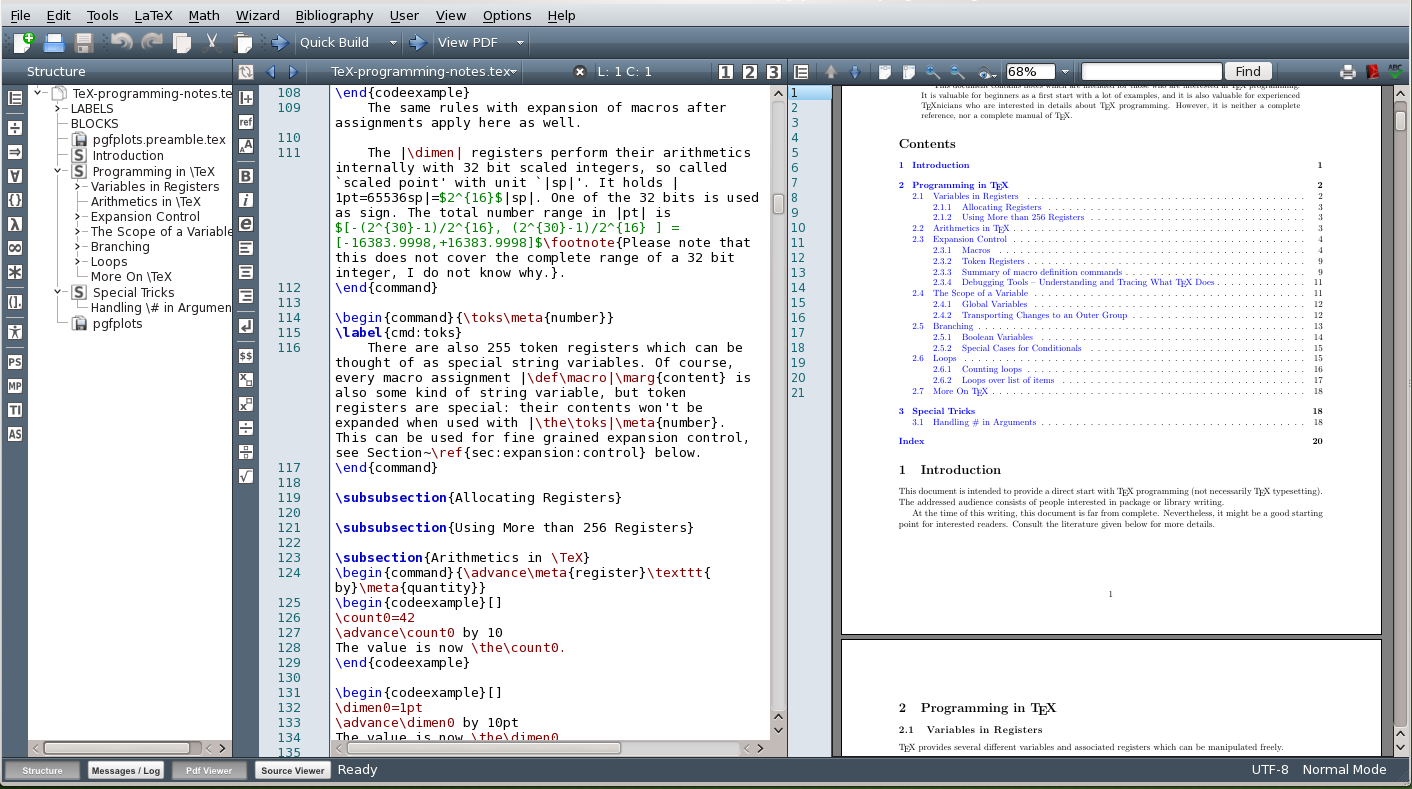 File Edit Tools LaTeX Math Wizard Bibliography User View Options Help
Quick Build View PDF
Structure TeX-programming-notes.tex L: 1 C: 1 1 2 3 68% Find
TeX-programming-notes.te
LABELS
BLOCKS
pgfplots.preamble.tex
Introduction
Programming in \TeX
Variables in Registers
Arithmetics in \TeX
Expansion Control
The Scope of a Variable
Branching
Loops
More On \TeX
Special Tricks
Handling \# in Argumen
pgfplots
PS
MP
TI
AS
ref
B
i
e
$$
108 \end{codeexample}
109 The same rules with expansion of macros after
assignments apply here as well.
110
111 The |\dimen| registers perform their arithmetics
internally with 32 bit scaled integers, so called
`scaled point' with unit `|sp|'. It holds |
1pt=65536sp|=$2^{16}$|sp|. One of the 32 bits is used
as sign. The total number range in |pt| is
$[-(2^{30}-1)/2^{16}, (2^{30}-1)/2^{16} ] =
[-16383.9998,+16383.9998]$\footnote{Please note that
this does not cover the complete range of a 32 bit
integer, I do not know why.}.
112 \end{command}
113
114 \begin{command}{\toks\meta{number}}
115 \label{cmd:toks}
116 There are also 255 token registers which can be
thought of as special string variables. Of course,
every macro assignment |\def\macro|\marg{content} is
also some kind of string variable, but token
registers are special: their contents won't be
expanded when used with |\the\toks|\meta{number}.
This can be used for fine grained expansion control,
see Section~\ref{sec:expansion:control} below.
117 \end{command}
118
119 \subsubsection{Allocating Registers}
120
121 \subsubsection{Using More than 256 Registers}
122
123 \subsection{Arithmetics in \TeX}
124 \begin{command}{\advance\meta{register}\texttt{
by}\meta{quantity}}
125 \begin{codeexample}[]
126 \count0=42
127 \advance\count0 by 10
128 The value is now \the\count0.
129 \end{codeexample}
130
131 \begin{codeexample}[]
132 \dimen0=1pt
133 \advance\dimen0 by 10pt
134 The value is now \the\dimen0
135
1
2
3
4
5
6
7
8
9
10
11
12
13
14
15
16
17
18
19
20
21
This document contains notes which are intended for those who are interested in TeX programming.
It is valuable for beginners as a first start with a lot of examples, and it is also valuable for experienced
TeXnicians who are interested in details about TeX programming. However, it is neither a complete
reference, nor a complete manual of TeX.
Contents
1 Introduction 1
2 Programming in TeX 2
2.1 Variables in Registers 2
2.1.1 Allocating Registers 3
2.1.2 Using More than 256 Registers 3
2.2 Arithmetics in TeX 3
2.3 Expansion Control 4
2.3.1 Macros 4
2.3.2 Token Registers 9
2.3.3 Summary of macro definition commands 9
2.3.4 Debugging Tools – Understanding and Tracing What TeX Does 11
2.4 The Scope of a Variable 11
2.4.1 Global Variables 12
2.4.2 Transporting Changes to an Outer Group 12
2.5 Branching 13
2.5.1 Boolean Variables 14
2.5.2 Special Cases for Conditionals 15
2.6 Loops 15
2.6.1 Counting loops 16
2.6.2 Loops over list of items 17
2.7 More On TeX 18
3 Special Tricks 18
3.1 Handling # in Arguments 18
Index 20
1 Introduction
This document is intended to provide a direct start with TeX programming (not necessarily TeX typesetting).
The addressed audience consists of people interested in package or library writing.
At the time of this writing, this document is far from complete. Nevertheless, it might be a good starting
point for interested readers. Consult the literature given below for more details.
1
2 Programming in TeX
2.1 Variables in Registers
TeX provides several different variables and associated registers which can be manipulated freely.
Structure Messages / Log Pdf Viewer Source Viewer Ready UTF-8 Normal Mode